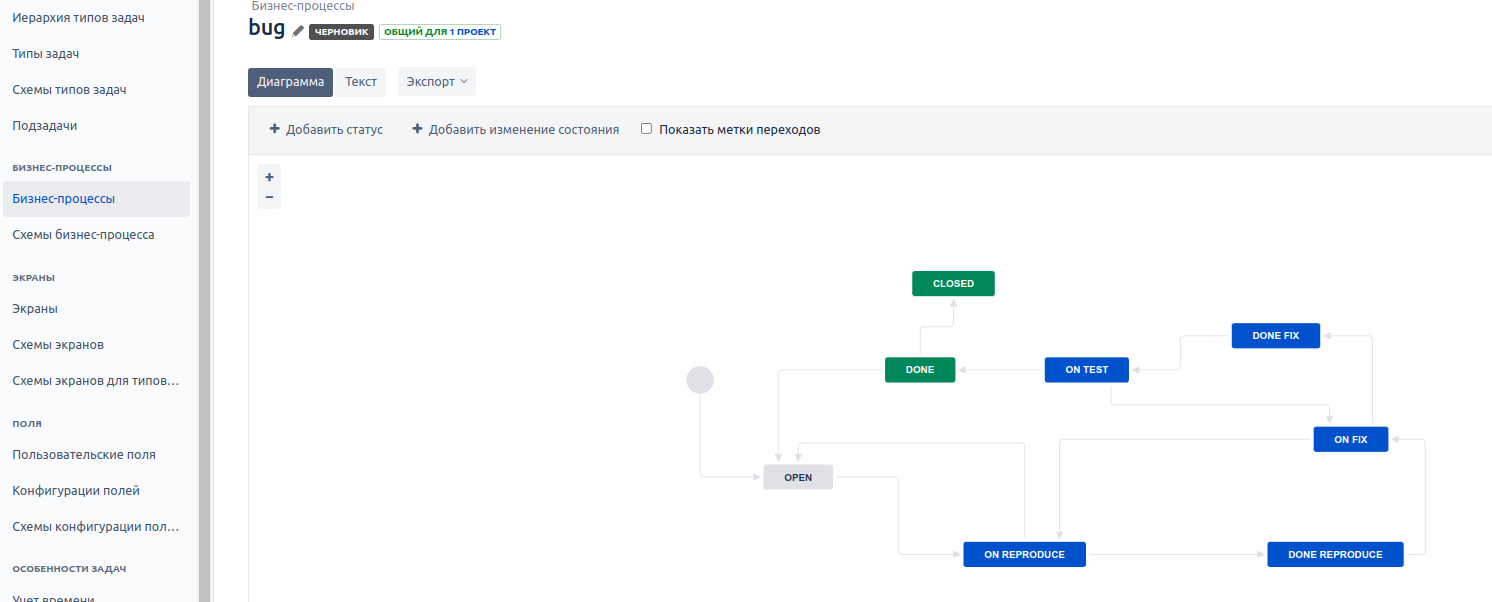 Иерархия типов задач
Типы задач
Схемы типов задач
Подзадачи
БИЗНЕС-ПРОЦЕССЫ
Бизнес-процессы
Схемы бизнес-процесса
ЭКРАНЫ
Экраны
Схемы экранов
Схемы экранов для типов...
ПОЛЯ
Пользовательские поля
Конфигурации полей
Схемы конфигурации пол...
ОСОБЕННОСТИ ЗАДАЧ
Учет времени
Бизнес-процессы
bug ЧЕРНОВИК ОБЩИЙ ДЛЯ 1 ПРОЕКТ
Диаграмма Текст Экспорт
+ Добавить статус + Добавить изменение состояния Показать метки переходов
+
−
CLOSED
DONE FIX
DONE ON TEST
ON FIX
OPEN
ON REPRODUCE DONE REPRODUCE